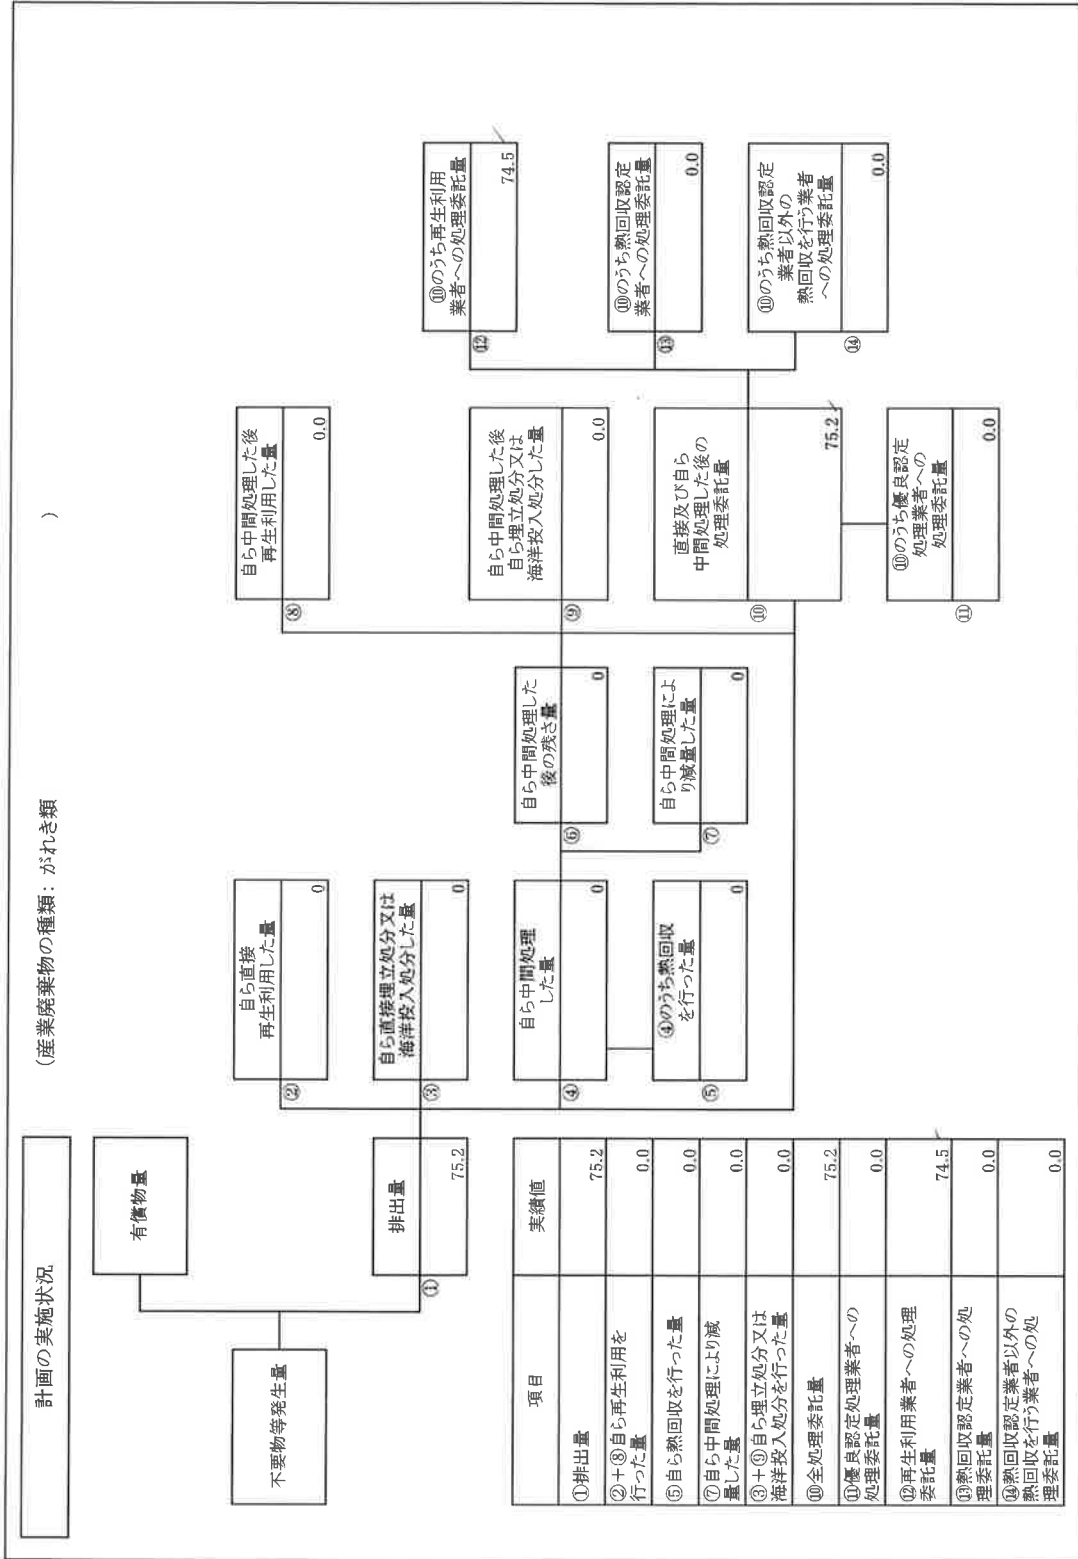 計画の実施状況
(産業廃棄物の種類: がれき類
)
不要物等発生量
有償物量
①
排出量
75.2
②
自ら直接
再生利用した量
0
③
自ら直接埋立処分又は
海洋投入処分した量
0
④
自ら中間処理
した量
0
⑤
④のうち熱回収
を行った量
0
⑥
自ら中間処理した
後の残さ量
0
⑦
自ら中間処理によ
り減量した量
0
⑧
自ら中間処理した後
再生利用した量
0.0
⑨
自ら中間処理した後
自ら埋立処分又は
海洋投入処分した量
0.0
⑩
直接及び自ら
中間処理した後の
処理委託量
75.2
⑪
⑩のうち優良認定
処理業者への
処理委託量
0.0
⑫
⑩のうち再生利用
業者への処理委託量
74.5
⑬
⑩のうち熱回収認定
業者への処理委託量
0.0
⑭
⑩のうち熱回収認定
業者以外の
熱回収を行う業者
への処理委託量
0.0
項目
実績値
①排出量
75.2
②+⑧自ら再生利用を
行った量
0.0
⑤自ら熱回収を行った量
0.0
⑦自ら中間処理により減
量した量
0.0
③+⑨自ら埋立処分又は
海洋投入処分を行った量
0.0
⑩全処理委託量
75.2
⑪優良認定処理業者への
処理委託量
0.0
⑫再生利用業者への処理
委託量
74.5
⑬熱回収認定業者への処
理委託量
0.0
⑭熱回収認定業者以外の
熱回収を行う業者への処
理委託量
0.0